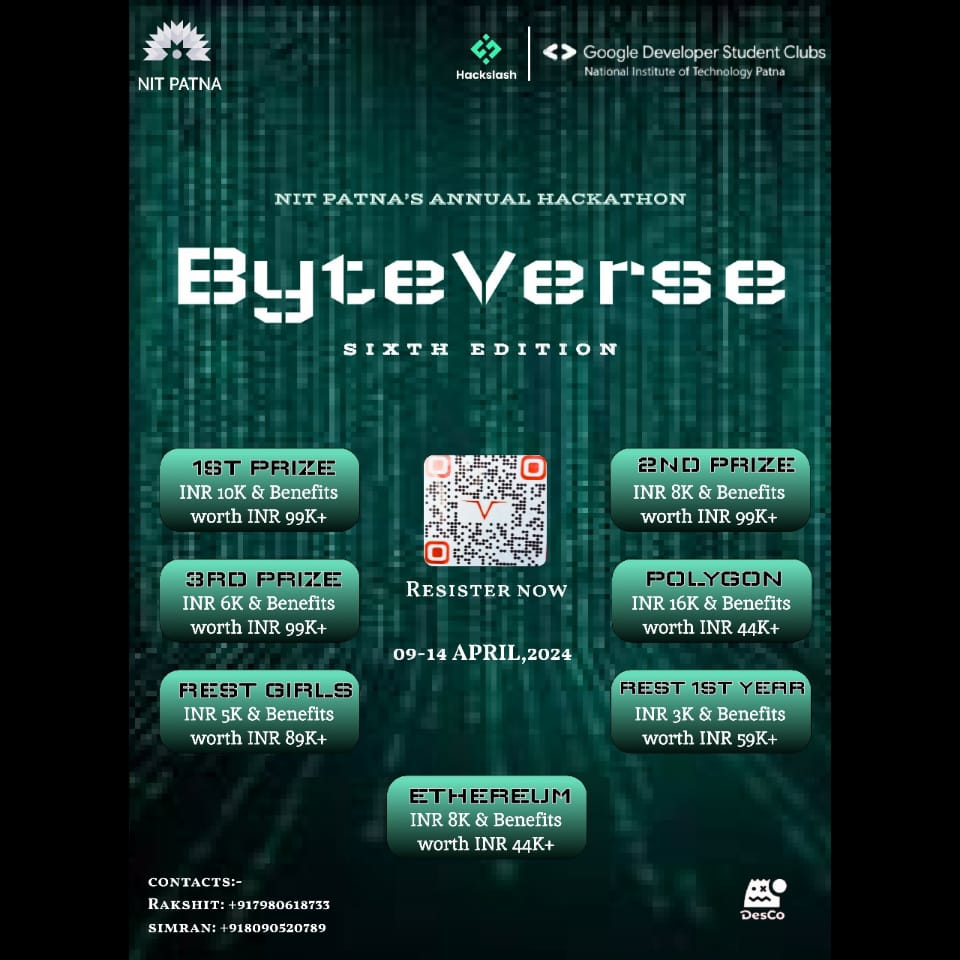 NIT PATNA
Hackslash
<> Google Developer Student Clubs
National Institute of Technology Patna
NIT PATNA'S ANNUAL HACKATHON
ByteVerse
SIXTH EDITION
1ST PRIZE
INR 10K & Benefits
worth INR 99K+
2ND PRIZE
INR 8K & Benefits
worth INR 99K+
RESISTER NOW
3RD PRIZE
INR 6K & Benefits
worth INR 99K+
POLYGON
INR 16K & Benefits
worth INR 44K+
09-14 APRIL,2024
REST GIRLS
INR 5K & Benefits
worth INR 89K+
REST 1ST YEAR
INR 3K & Benefits
worth INR 59K+
ETHEREUM
INR 8K & Benefits
worth INR 44K+
CONTACTS:-
RAKSHIT: +917980618733
SIMRAN: +918090520789
DesCo